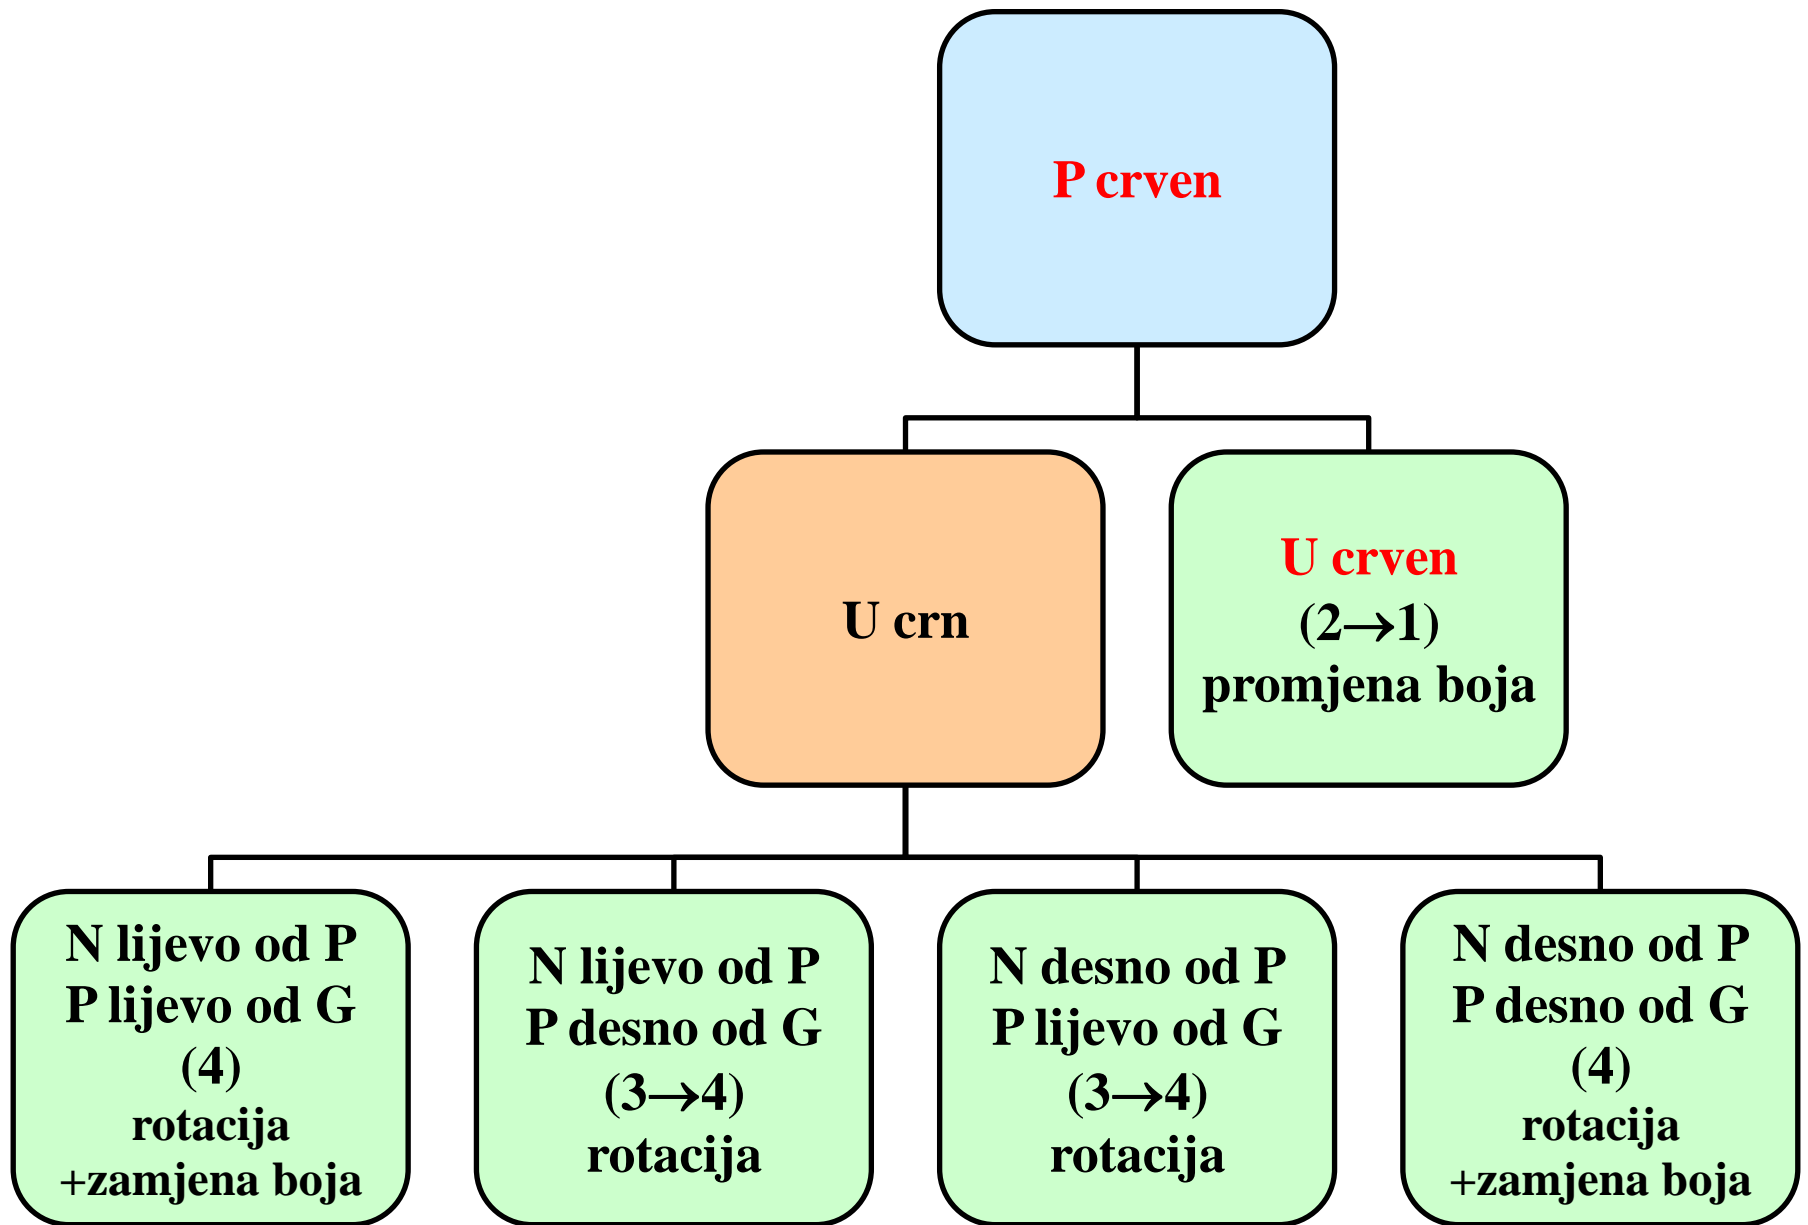 P crven
U crn
U crven
(2→1)
promjena boja
N lijevo od P
P lijevo od G
(4)
rotacija
+zamjena boja
N lijevo od P
P desno od G
(3→4)
rotacija
N desno od P
P lijevo od G
(3→4)
rotacija
N desno od P
P desno od G
(4)
rotacija
+zamjena boja